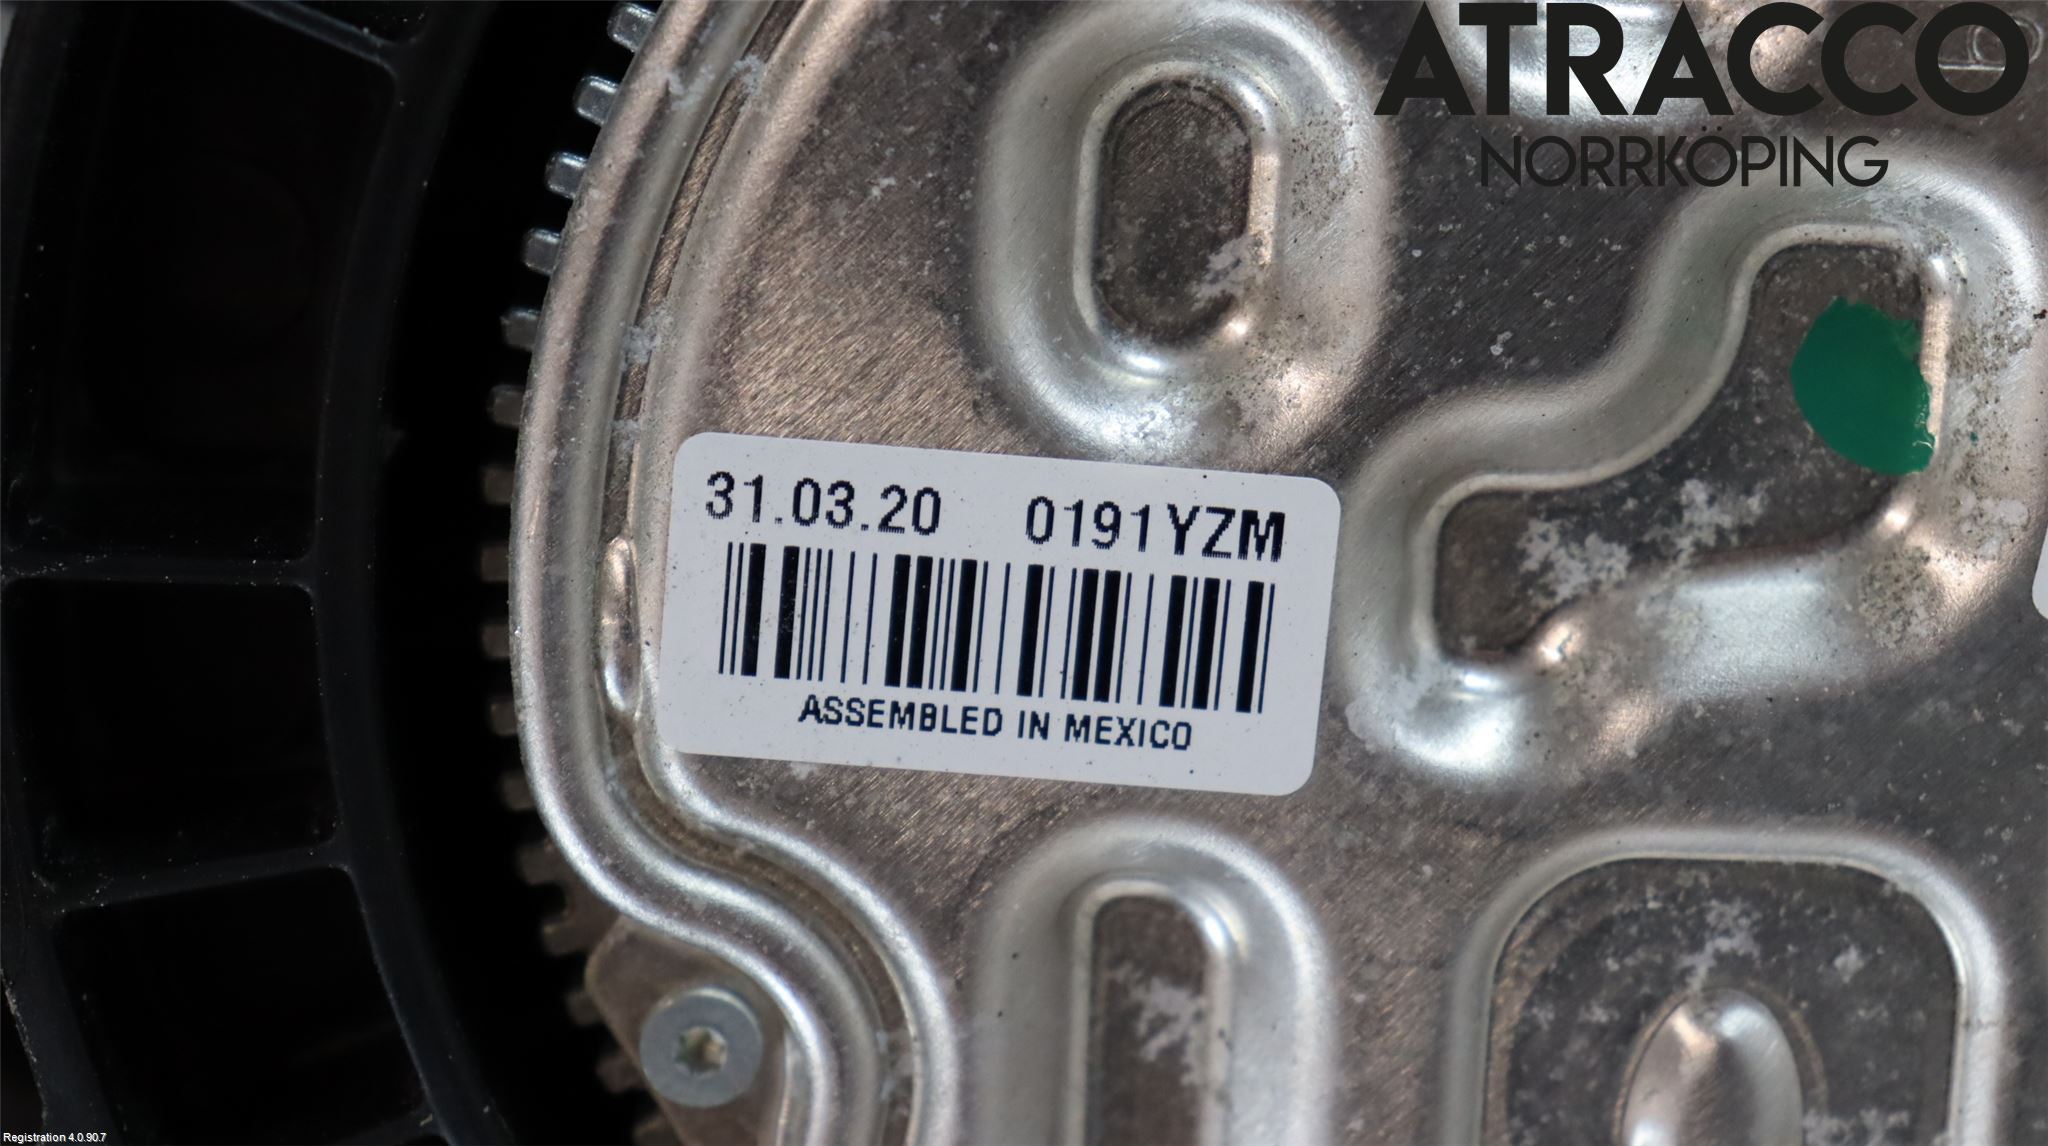 ATRACCO
NORRKÖPING
31.03.20 0191YZM
ASSEMBLED IN MEXICO
Registration 4.0.90.7